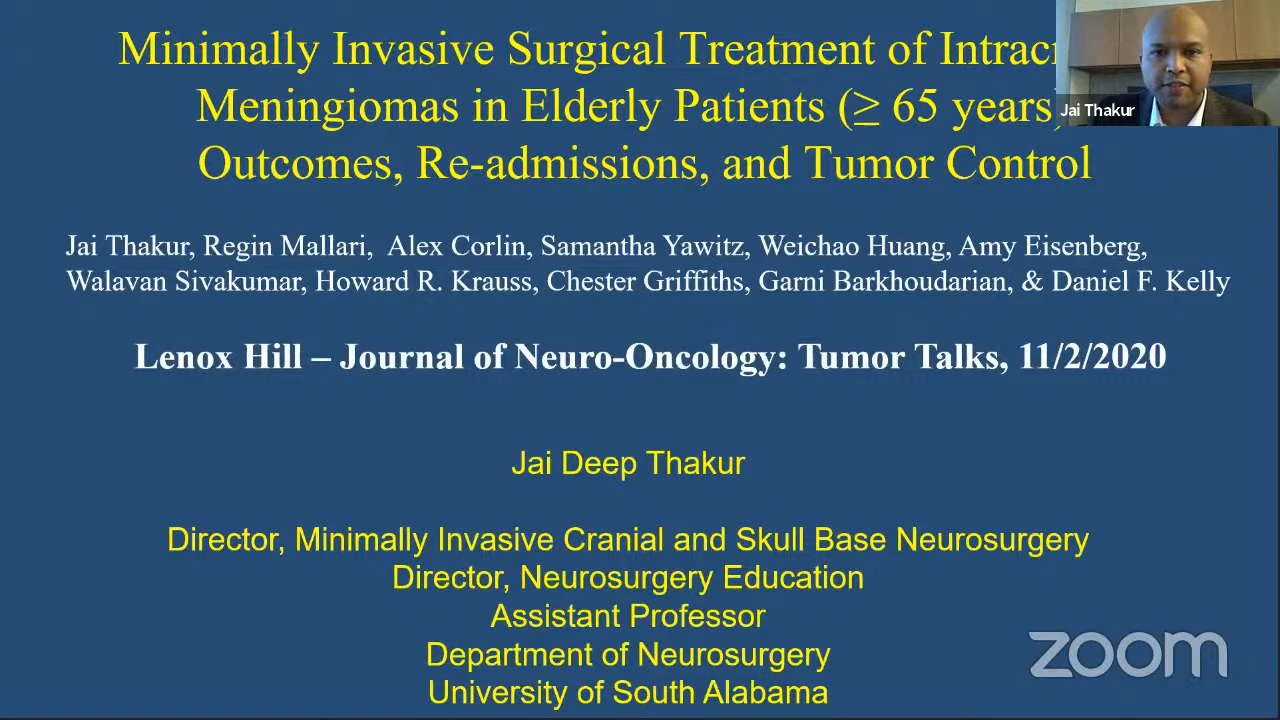 Minimally Invasive Surgical Treatment of Intracr
Meningiomas in Elderly Patients (≥ 65 years)
Outcomes, Re-admissions, and Tumor Control
Jai Thakur
Jai Thakur, Regin Mallari, Alex Corlin, Samantha Yawitz, Weichao Huang, Amy Eisenberg,
Walavan Sivakumar, Howard R. Krauss, Chester Griffiths, Garni Barkhoudarian, & Daniel F. Kelly
Lenox Hill – Journal of Neuro-Oncology: Tumor Talks, 11/2/2020
Jai Deep Thakur
Director, Minimally Invasive Cranial and Skull Base Neurosurgery
Director, Neurosurgery Education
Assistant Professor
Department of Neurosurgery
University of South Alabama
zoom